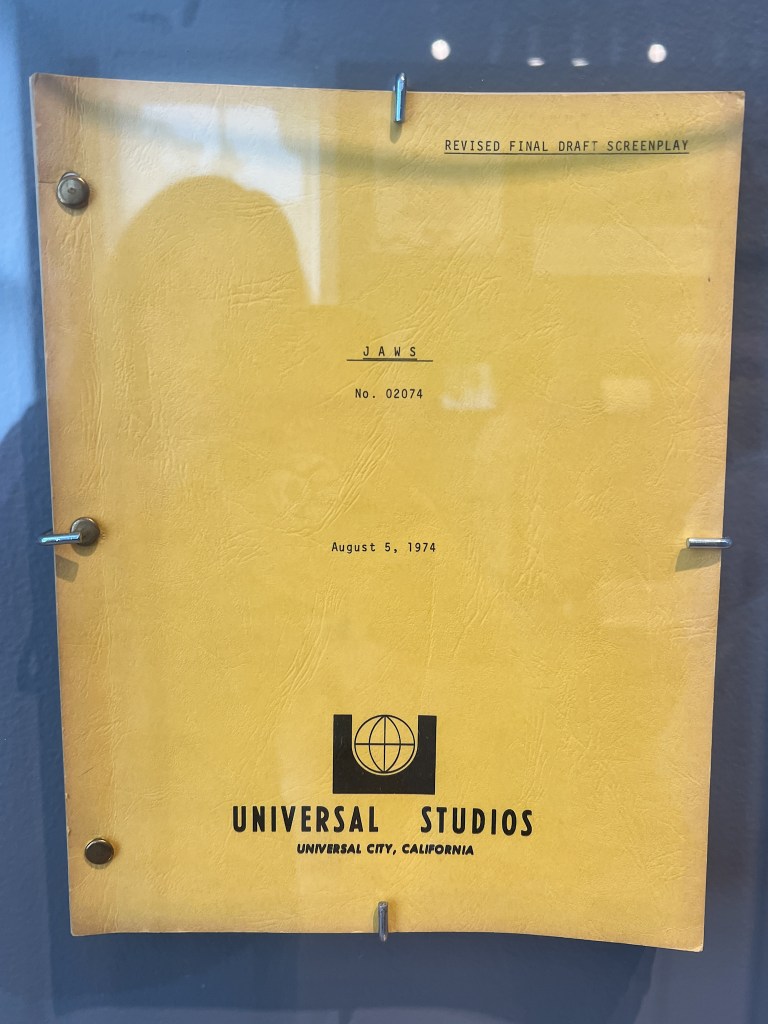 REVISED FINAL DRAFT SCREENPLAY
J A W S
No. 02074
August 5, 1974
UNIVERSAL STUDIOS
UNIVERSAL CITY, CALIFORNIA